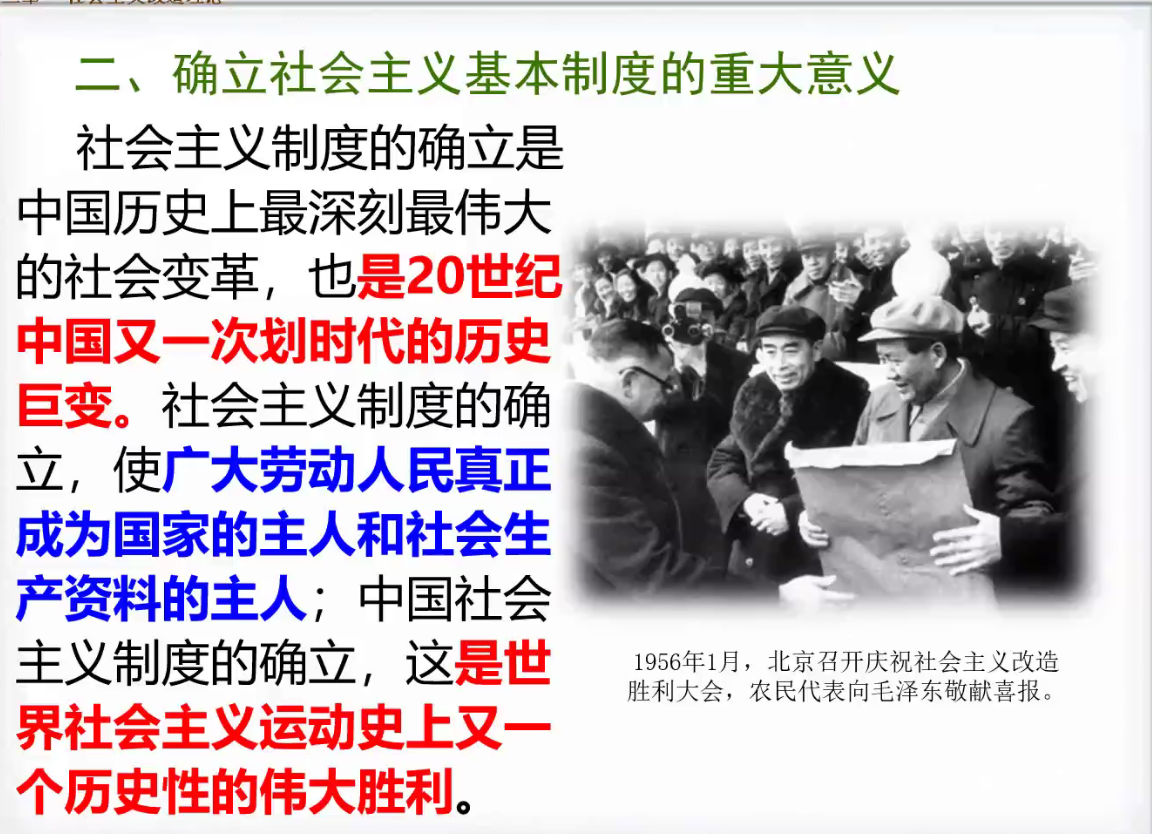 二、确立社会主义基本制度的重大意义
社会主义制度的确立是
中国历史上最深刻最伟大
的社会变革，也是20世纪
中国又一次划时代的历史
巨变。社会主义制度的确
立，使广大劳动人民真正
成为国家的主人和社会生
产资料的主人；中国社会
主义制度的确立，这是世
界社会主义运动史上又一
个历史性的伟大胜利。
1956年1月，北京召开庆祝社会主义改造
胜利大会，农民代表向毛泽东敬献喜报。